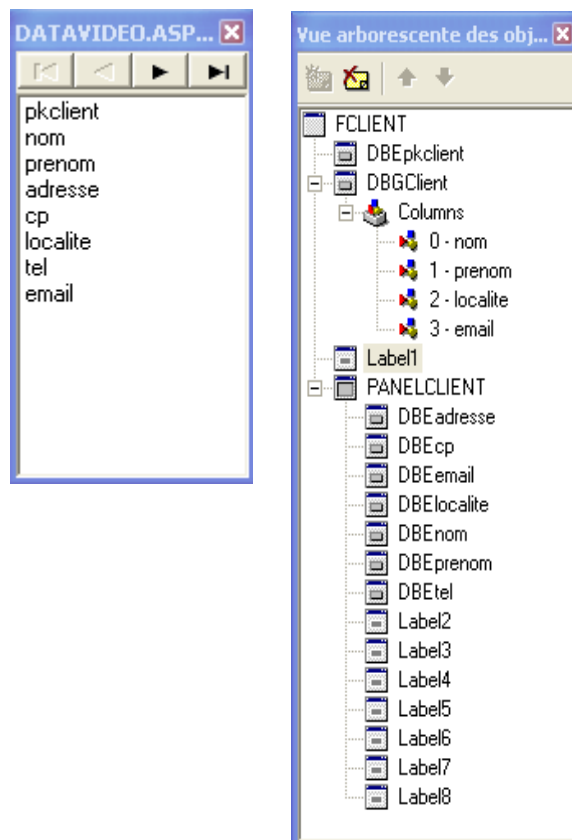 DATAVIDEO.ASP...
pkclient
nom
prenom
adresse
cp
localite
tel
email
Vue arborescente des obj...
FCLIENT
DBEpkclient
DBGClient
Columns
0 - nom
1 - prenom
2 - localite
3 - email
Label1
PANELCLIENT
DBEadresse
DBEcp
DBEemail
DBElocalite
DBEnom
DBEprenom
DBEtel
Label2
Label3
Label4
Label5
Label6
Label7
Label8